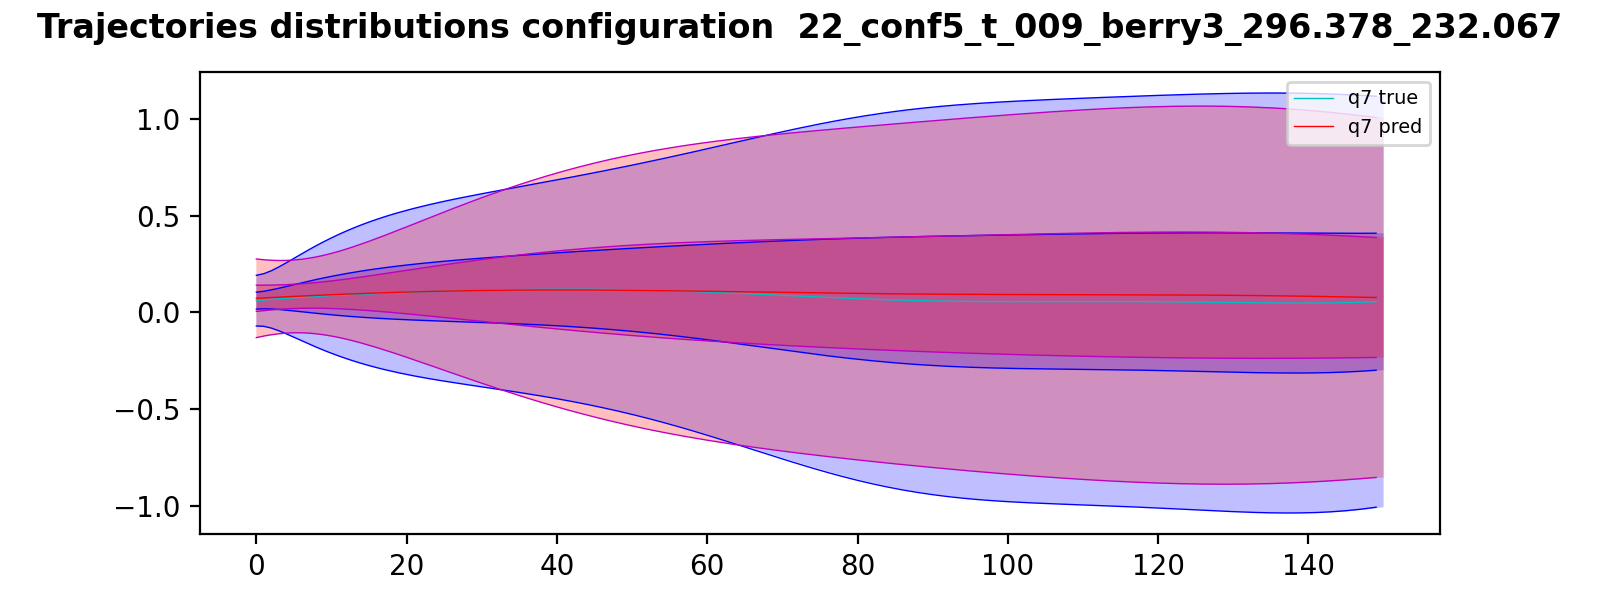 Trajectories distributions configuration  22_conf5_t_009_berry3_296.378_232.067
q7 true
q7 pred
1.0
0.5
0.0
−0.5
−1.0
0 20 40 60 80 100 120 140